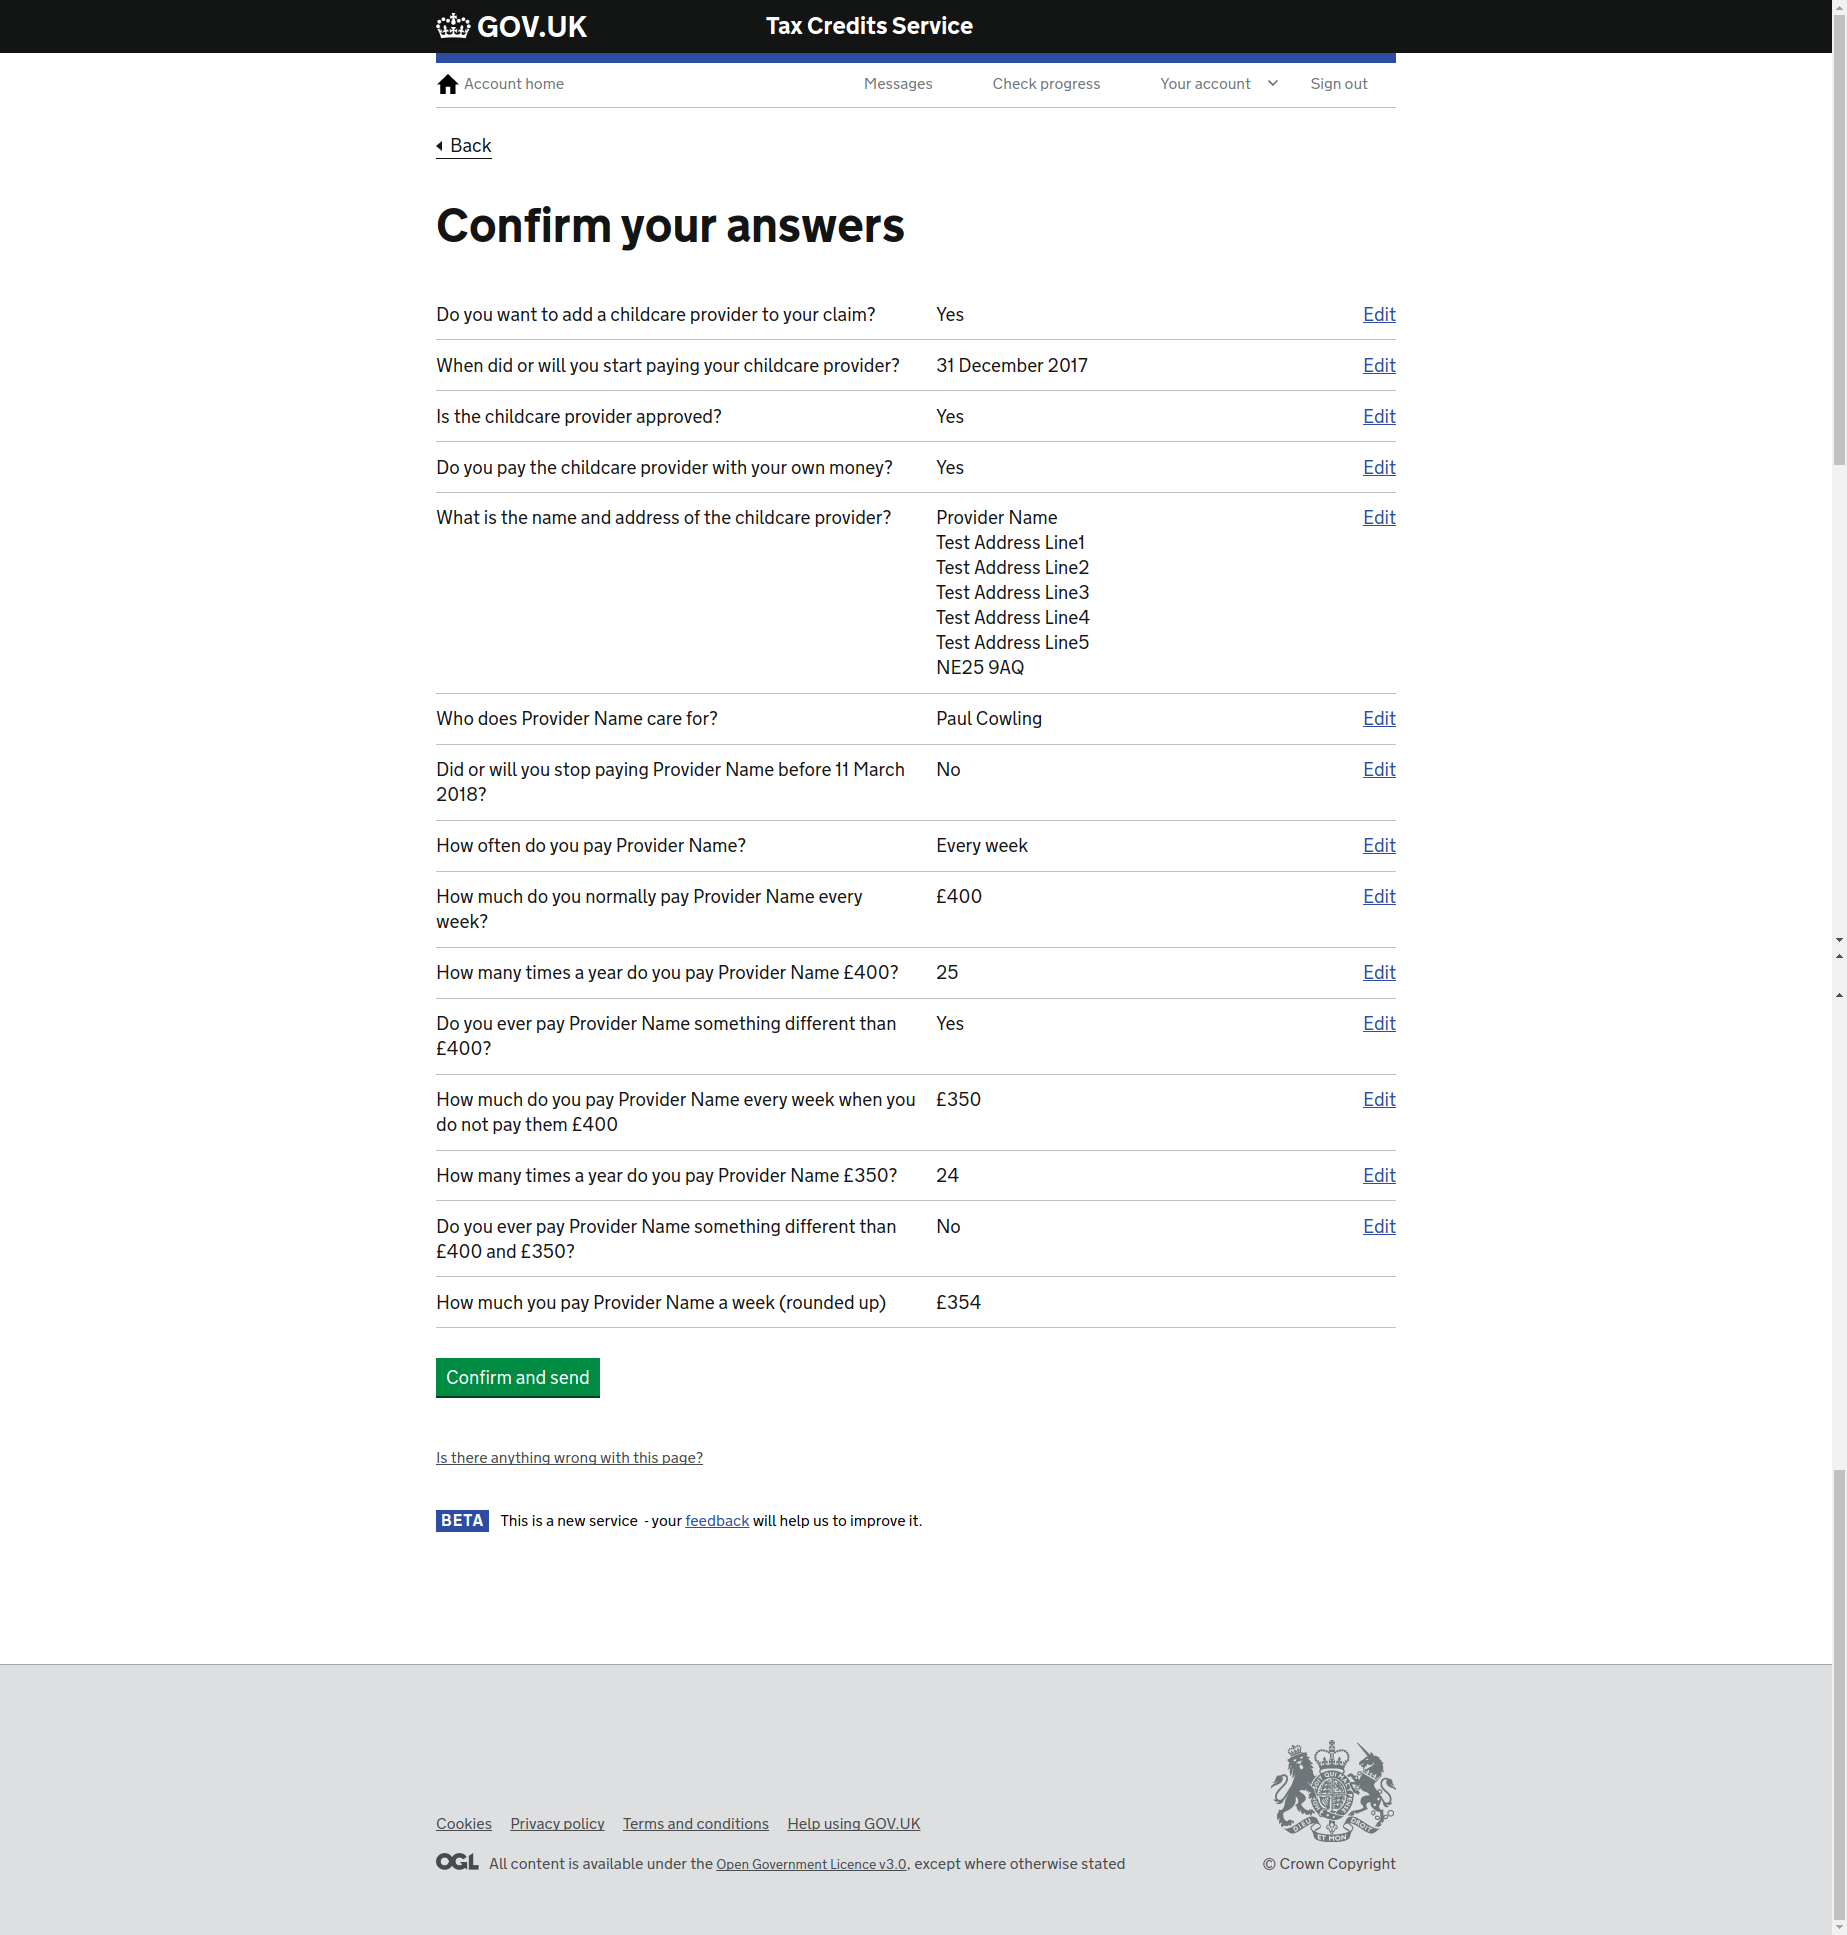 GOV.UK Tax Credits Service
Account home Messages Check progress Your account Sign out
Back
Confirm your answers
Do you want to add a childcare provider to your claim? Yes Edit
When did or will you start paying your childcare provider? 31 December 2017 Edit
Is the childcare provider approved? Yes Edit
Do you pay the childcare provider with your own money? Yes Edit
What is the name and address of the childcare provider? Provider Name Edit
Test Address Line1
Test Address Line2
Test Address Line3
Test Address Line4
Test Address Line5
NE25 9AQ
Who does Provider Name care for? Paul Cowling Edit
Did or will you stop paying Provider Name before 11 March No Edit
2018?
How often do you pay Provider Name? Every week Edit
How much do you normally pay Provider Name every £400 Edit
week?
How many times a year do you pay Provider Name £400? 25 Edit
Do you ever pay Provider Name something different than Yes Edit
£400?
How much do you pay Provider Name every week when you £350 Edit
do not pay them £400
How many times a year do you pay Provider Name £350? 24 Edit
Do you ever pay Provider Name something different than No Edit
£400 and £350?
How much you pay Provider Name a week (rounded up) £354
Confirm and send
Is there anything wrong with this page?
BETA This is a new service - your feedback will help us to improve it.
Cookies Privacy policy Terms and conditions Help using GOV.UK
DIEU ET MON DROIT
OGL All content is available under the Open Government Licence v3.0, except where otherwise stated © Crown Copyright